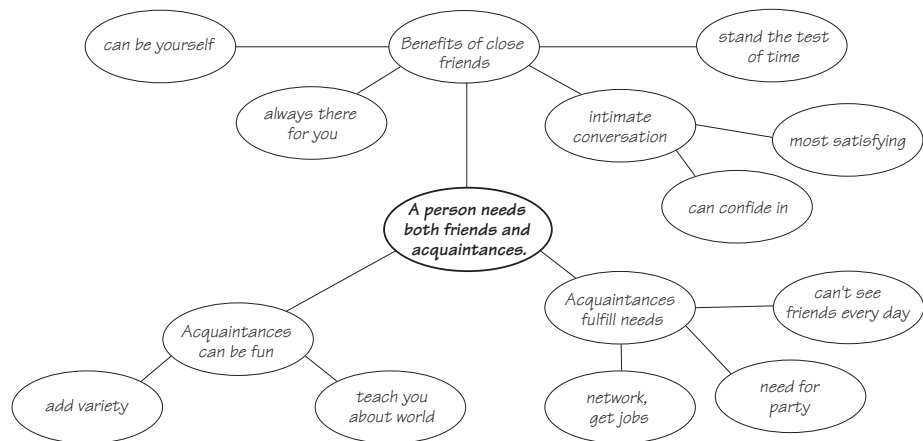 can be yourself
Benefits of close
friends
stand the test
of time
always there
for you
intimate
conversation
most satisfying
can confide in
A person needs
both friends and
acquaintances.
Acquaintances
can be fun
add variety
teach you
about world
Acquaintances
fulfill needs
can't see
friends every day
network,
get jobs
need for
party